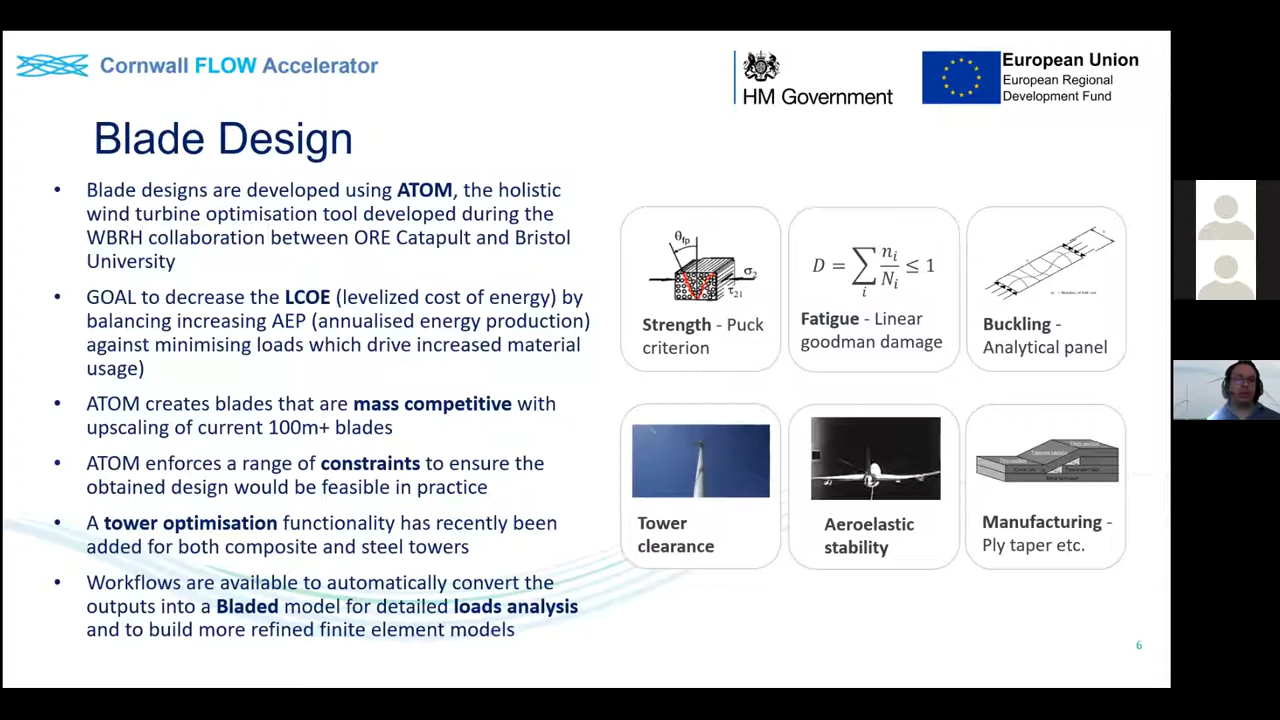 Cornwall FLOW Accelerator
HM Government
European Union
European Regional
Development Fund
Blade Design
• Blade designs are developed using ATOM, the holistic
wind turbine optimisation tool developed during the
WBRH collaboration between ORE Catapult and Bristol
University
• GOAL to decrease the LCOE (levelized cost of energy) by
balancing increasing AEP (annualised energy production)
against minimising loads which drive increased material
usage)
• ATOM creates blades that are mass competitive with
upscaling of current 100m+ blades
• ATOM enforces a range of constraints to ensure the
obtained design would be feasible in practice
• A tower optimisation functionality has recently been
added for both composite and steel towers
• Workflows are available to automatically convert the
outputs into a Bladed model for detailed loads analysis
and to build more refined finite element models
θfp
σ2
τ21
Strength - Puck
criterion
D = ∑i ni/Ni ≤ 1
Fatigue - Linear
goodman damage
Buckling -
Analytical panel
Tower
clearance
Aeroelastic
stability
Manufacturing -
Ply taper etc.
6